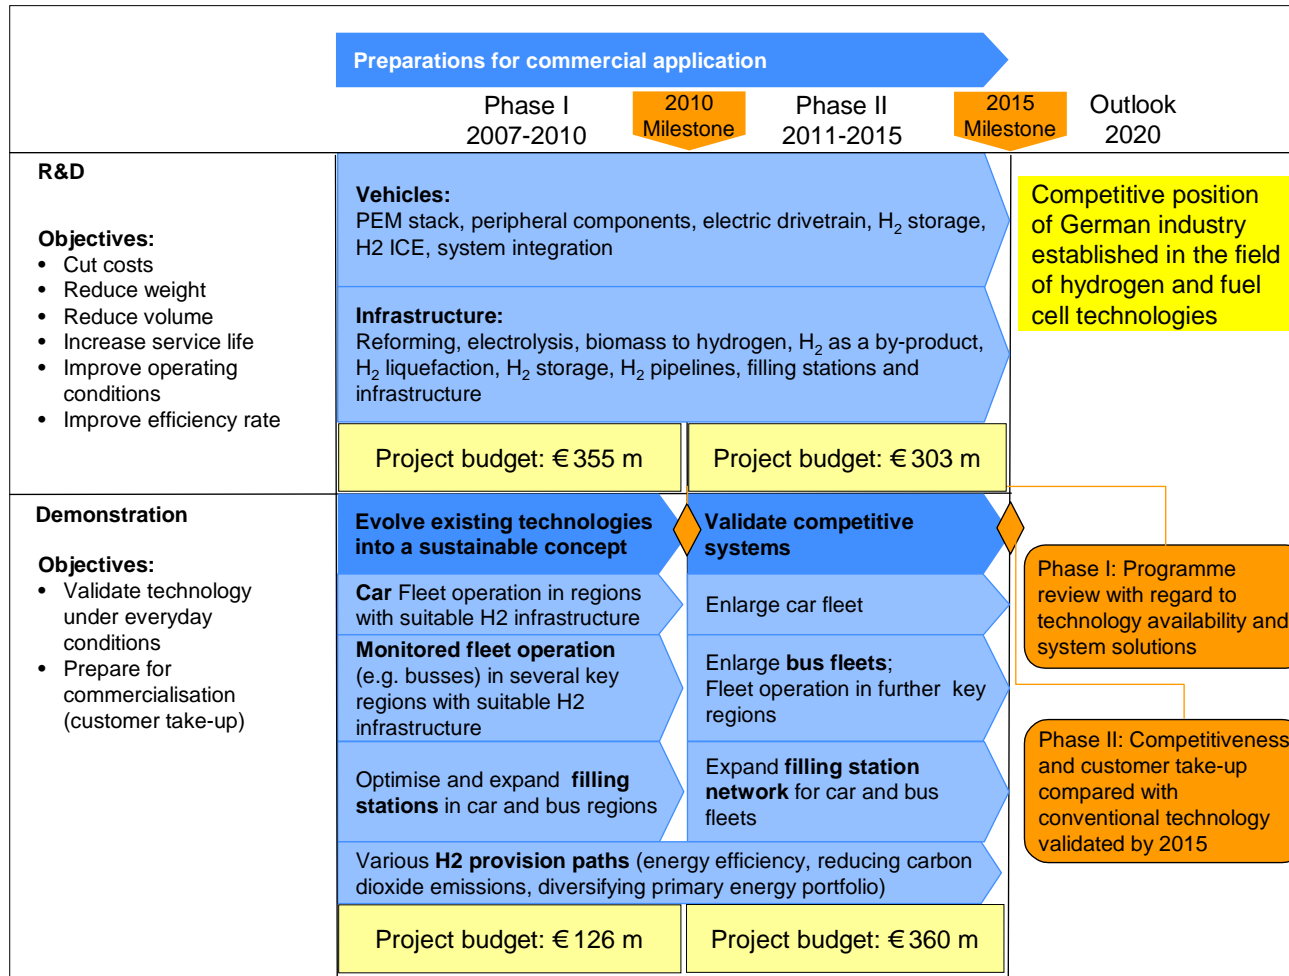 Preparations for commercial application
Phase I
2007-2010
2010
Milestone
Phase II
2011-2015
2015
Milestone
Outlook
2020
R&D
Objectives:
• Cut costs
• Reduce weight
• Reduce volume
• Increase service life
• Improve operating
conditions
• Improve efficiency rate
Vehicles:
PEM stack, peripheral components, electric drivetrain, H2 storage,
H2 ICE, system integration
Infrastructure:
Reforming, electrolysis, biomass to hydrogen, H2 as a by-product,
H2 liquefaction, H2 storage, H2 pipelines, filling stations and
infrastructure
Competitive position
of German industry
established in the field
of hydrogen and fuel
cell technologies
Project budget: € 355 m
Project budget: € 303 m
Demonstration
Objectives:
• Validate technology
under everyday
conditions
• Prepare for
commercialisation
(customer take-up)
Evolve existing technologies
into a sustainable concept
Validate competitive
systems
Car Fleet operation in regions
with suitable H2 infrastructure
Enlarge car fleet
Monitored fleet operation
(e.g. busses) in several key
regions with suitable H2
infrastructure
Enlarge bus fleets;
Fleet operation in further key
regions
Optimise and expand filling
stations in car and bus regions
Expand filling station
network for car and bus
fleets
Various H2 provision paths (energy efficiency, reducing carbon
dioxide emissions, diversifying primary energy portfolio)
Project budget: € 126 m
Project budget: € 360 m
Phase I: Programme
review with regard to
technology availability and
system solutions
Phase II: Competitiveness
and customer take-up
compared with
conventional technology
validated by 2015